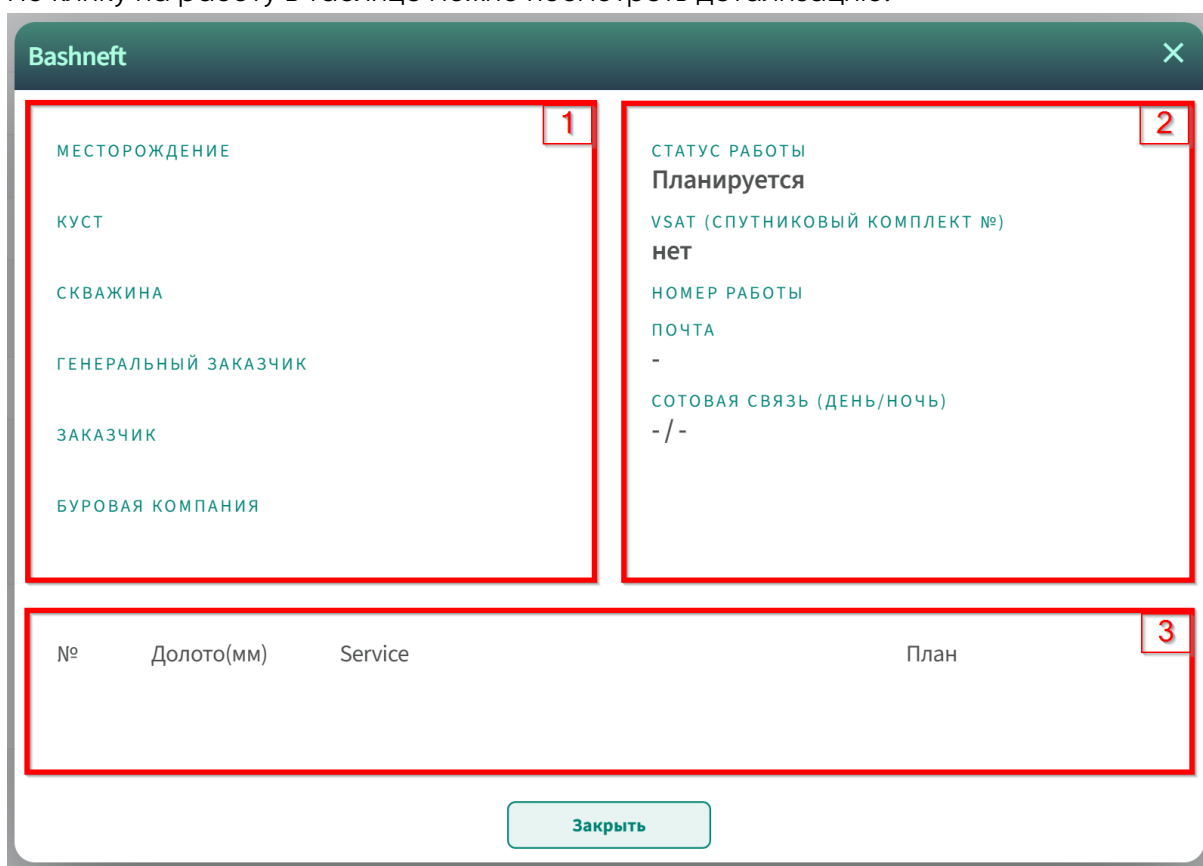 По клику на работу в таблице можно посмотреть детализацию.
Bashneft
1
МЕСТОРОЖДЕНИЕ
КУСТ
СКВАЖИНА
ГЕНЕРАЛЬНЫЙ ЗАКАЗЧИК
ЗАКАЗЧИК
БУРОВАЯ КОМПАНИЯ
2
СТАТУС РАБОТЫ
Планируется
VSAT (СПУТНИКОВЫЙ КОМПЛЕКТ №)
нет
НОМЕР РАБОТЫ
ПОЧТА
-
СОТОВАЯ СВЯЗЬ (ДЕНЬ/НОЧЬ)
- / -
3
№ Долото(мм) Service План
Закрыть